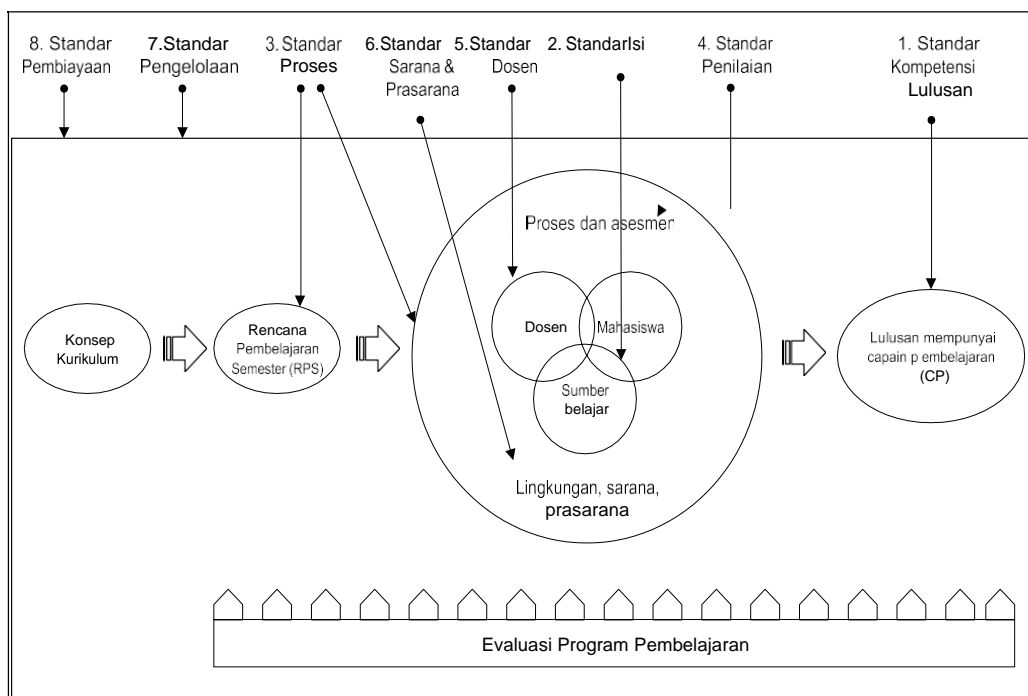 8. Standar
Pembiayaan
7.Standar
Pengelolaan
3. Standar
Proses
6.Standar
Sarana &
Prasarana
5.Standar
Dosen
2. StandarIsi
4. Standar
Penilaian
1. Standar
Kompetensi
Lulusan
Proses dan asesmen
Konsep
Kurikulum
Rencana
Pembelajaran
Semester (RPS)
Dosen
Mahasiswa
Sumber
belajar
Lingkungan, sarana,
prasarana
Lulusan mempunyai
capain p embelajaran
(CP)
Evaluasi Program Pembelajaran